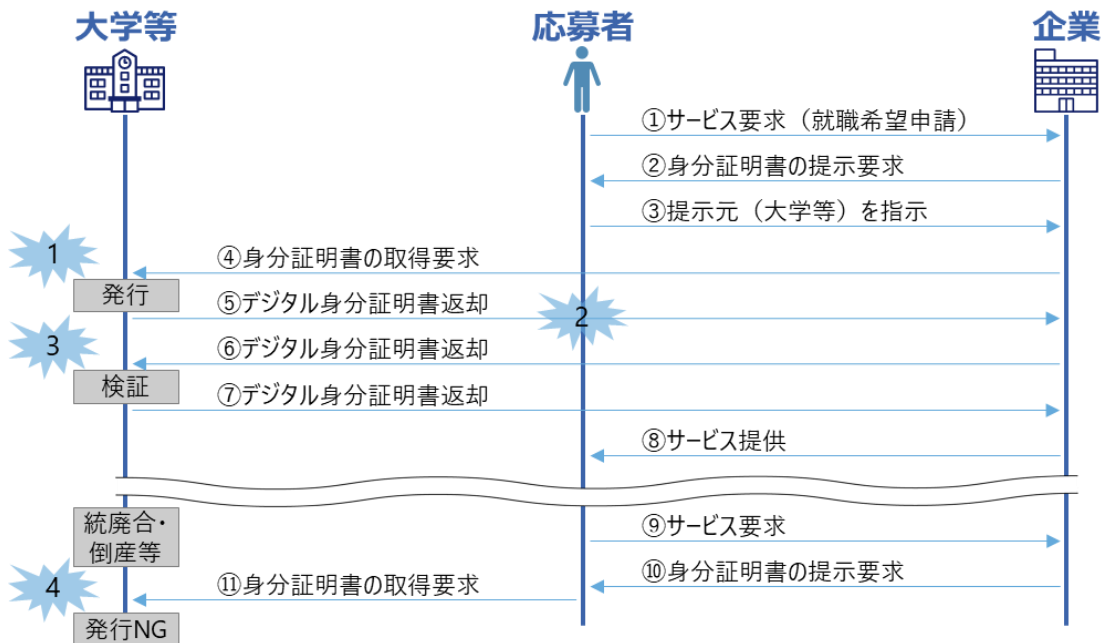 大学等
応募者
企業
①サービス要求（就職希望申請）
②身分証明書の提示要求
③提示元（大学等）を指示
1
④身分証明書の取得要求
発行
⑤デジタル身分証明書返却
2
3
⑥デジタル身分証明書返却
検証
⑦デジタル身分証明書返却
⑧サービス提供
統廃合・
倒産等
⑨サービス要求
⑩身分証明書の提示要求
4
⑪身分証明書の取得要求
発行NG